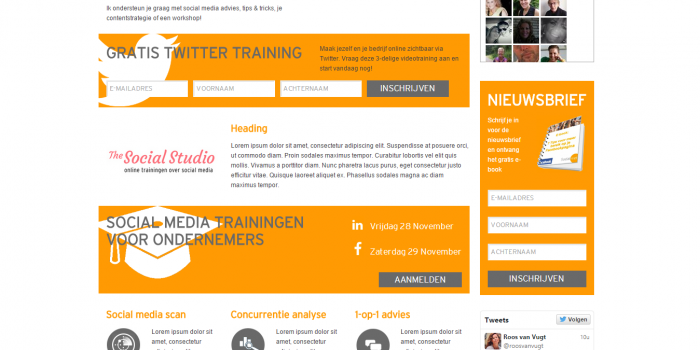 Ik ondersteun je graag met social media advies, tips & tricks, je
contentstrategie of een workshop!
GRATIS TWITTER TRAINING
Maak jezelf en je bedrijf online zichtbaar via
Twitter. Vraag deze 3-delige videotraining aan en
start vandaag nog!
E-MAILADRES
VOORNAAM
ACHTERNAAM
INSCHRIJVEN
The Social Studio
online trainingen over social media
Heading
Lorem ipsum dolor sit amet, consectetur adipiscing elit. Suspendisse at posuere orci,
ut commodo diam. Proin sodales maximus tempor. Curabitur lobortis vel elit quis
mollis. Vivamus a porttitor diam. Nunc pharetra lacus purus, eget consectetur justo
efficitur vitae. Quisque laoreet aliquet ex. Phasellus sodales magna ac diam
maximus tempor.
SOCIAL MEDIA TRAININGEN
VOOR ONDERNEMERS
in Vrijdag 28 November
f Zaterdag 29 November
AANMELDEN
Social media scan
Lorem ipsum dolor sit
amet, consectetur
Concurrentie analyse
Lorem ipsum dolor sit
amet, consectetur
1-op-1 advies
Lorem ipsum dolor sit
amet, consectetur
NIEUWSBRIEF
Schrijf je in
voor de
nieuwsbrief
en ontvang
het gratis e-
book
E-MAILADRES
VOORNAAM
ACHTERNAAM
INSCHRIJVEN
Tweets
Volgen
Roos van Vugt
10u
@roosvanvugt